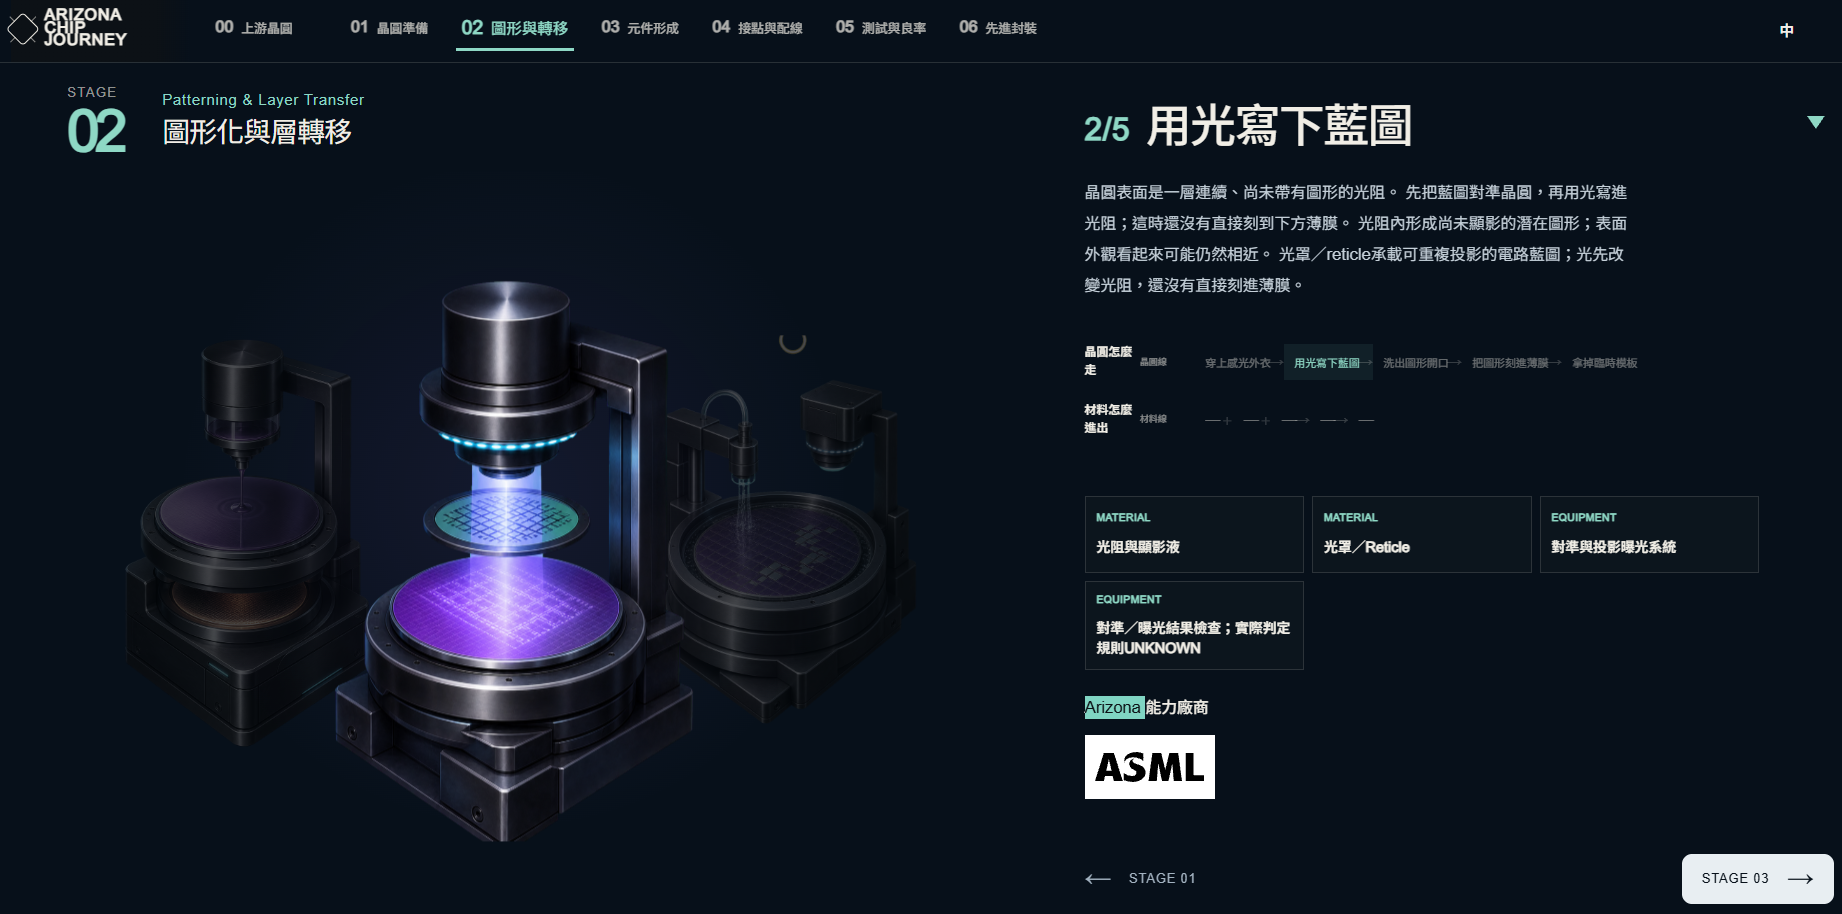 ARIZONA
CHIP
JOURNEY
00 上游晶圓
01 晶圓準備
02 圖形與轉移
03 元件形成
04 接點與配線
05 測試與良率
06 先進封裝
中
STAGE
02
Patterning & Layer Transfer
圖形化與層轉移
2/5 用光寫下藍圖
晶圓表面是一層連續、尚未帶有圖形的光阻。 先把藍圖對準晶圓，再用光寫進
光阻；這時還沒有直接刻到下方薄膜。 光阻內形成尚未顯影的潛在圖形；表面
外觀看起來可能仍然相近。 光罩／reticle承載可重複投影的電路藍圖；光先改
變光阻，還沒有直接刻進薄膜。
晶圓怎麼
走
晶圓線
穿上感光外衣→ 用光寫下藍圖→ 洗出圖形開口→ 把圖形刻進薄膜→ 拿掉臨時模板
材料怎麼
進出
材料線
—+ —+ —→ —→ —
MATERIAL
光阻與顯影液
MATERIAL
光罩／Reticle
EQUIPMENT
對準與投影曝光系統
EQUIPMENT
對準／曝光結果檢查；實際判定
規則UNKNOWN
Arizona 能力廠商
ASML
← STAGE 01
STAGE 03 →